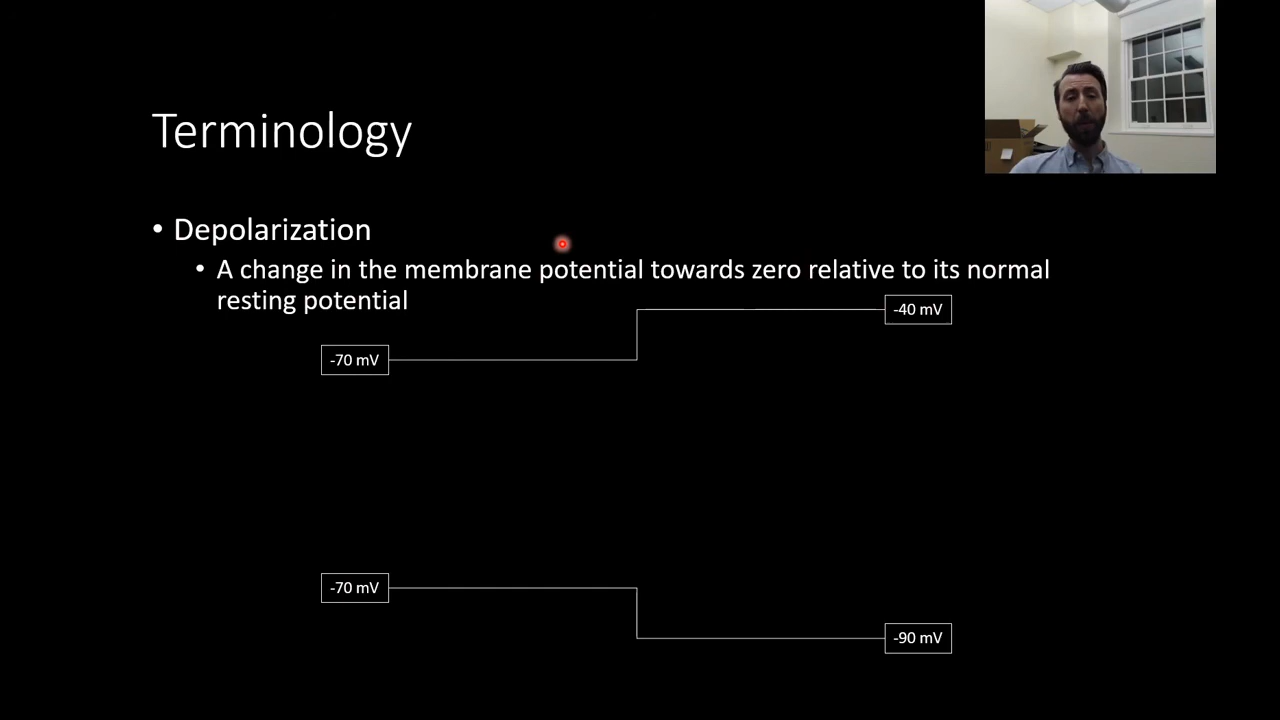 Terminology
• Depolarization
• A change in the membrane potential towards zero relative to its normal
resting potential
-40 mV
-70 mV
-70 mV
-90 mV